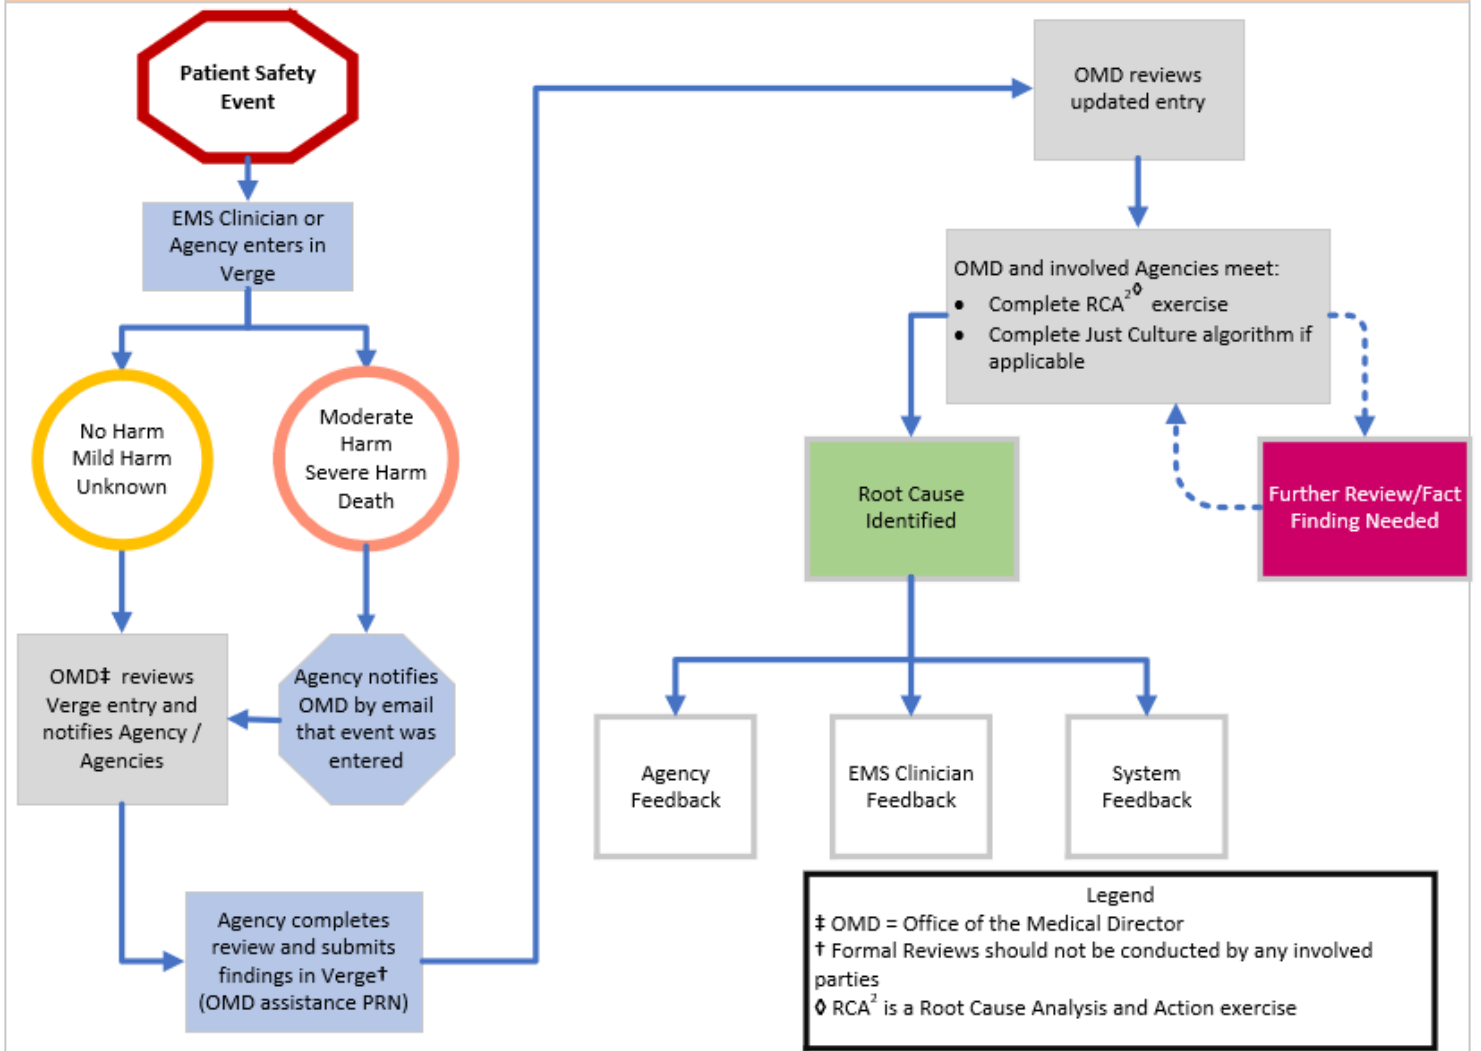 Patient Safety
Event
EMS Clinician or
Agency enters in
Verge
No Harm
Mild Harm
Unknown
Moderate
Harm
Severe Harm
Death
OMD‡ reviews
Verge entry and
notifies Agency /
Agencies
Agency notifies
OMD by email
that event was
entered
Agency completes
review and submits
findings in Verge†
(OMD assistance PRN)
OMD reviews
updated entry
OMD and involved Agencies meet:
• Complete RCA²◊ exercise
• Complete Just Culture algorithm if
applicable
Root Cause
Identified
Further Review/Fact
Finding Needed
Agency
Feedback
EMS Clinician
Feedback
System
Feedback
Legend
‡ OMD = Office of the Medical Director
† Formal Reviews should not be conducted by any involved
parties
◊ RCA² is a Root Cause Analysis and Action exercise